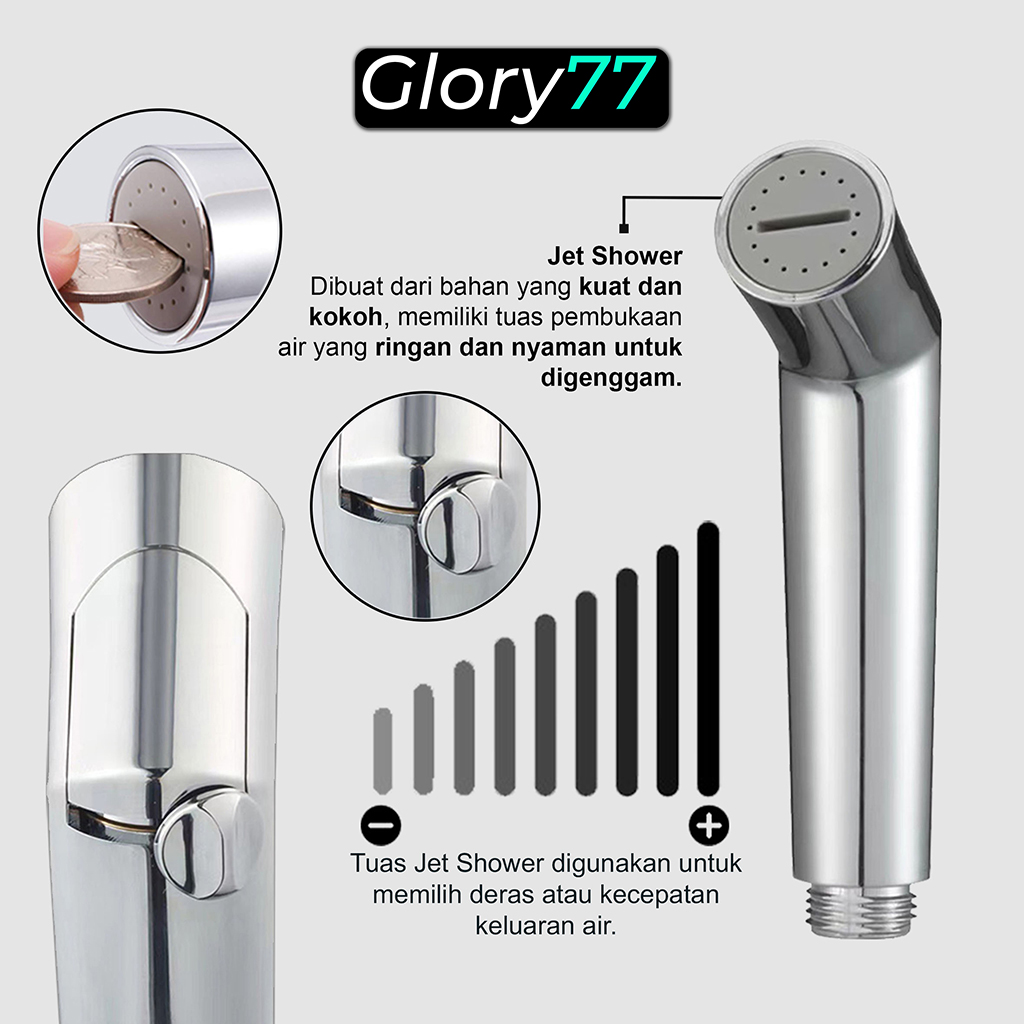 Glory77
Jet Shower
Dibuat dari bahan yang kuat dan
kokoh, memiliki tuas pembukaan
air yang ringan dan nyaman untuk
digenggam.
Tuas Jet Shower digunakan untuk
memilih deras atau kecepatan
keluaran air.